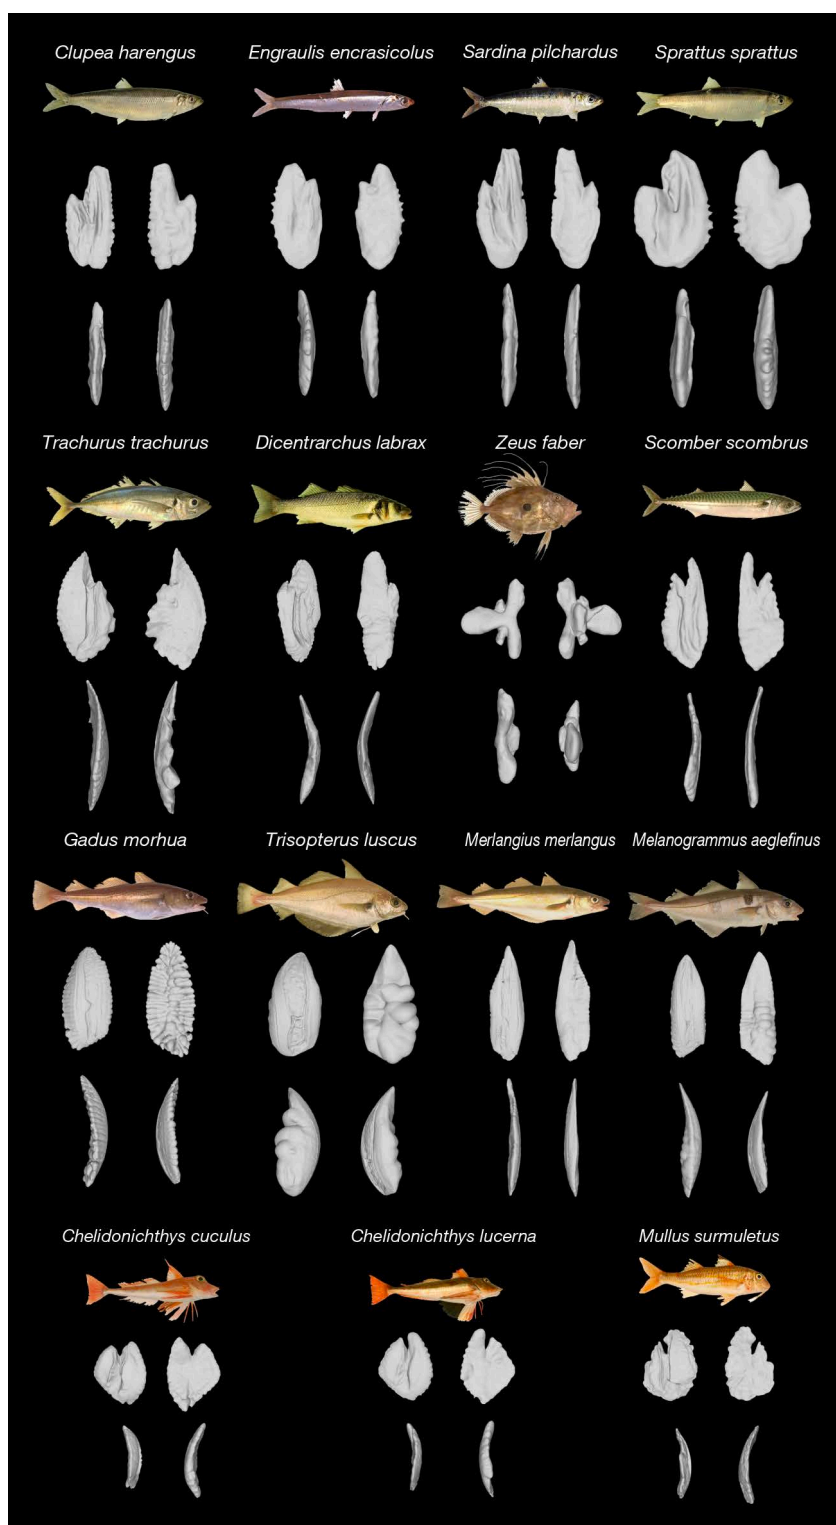 Clupea harengus
Engraulis encrasicolus
Sardina pilchardus
Sprattus sprattus
Trachurus trachurus
Dicentrarchus labrax
Zeus faber
Scomber scombrus
Gadus morhua
Trisopterus luscus
Merlangius merlangus
Melanogrammus aeglefinus
Chelidonichthys cuculus
Chelidonichthys lucerna
Mullus surmuletus